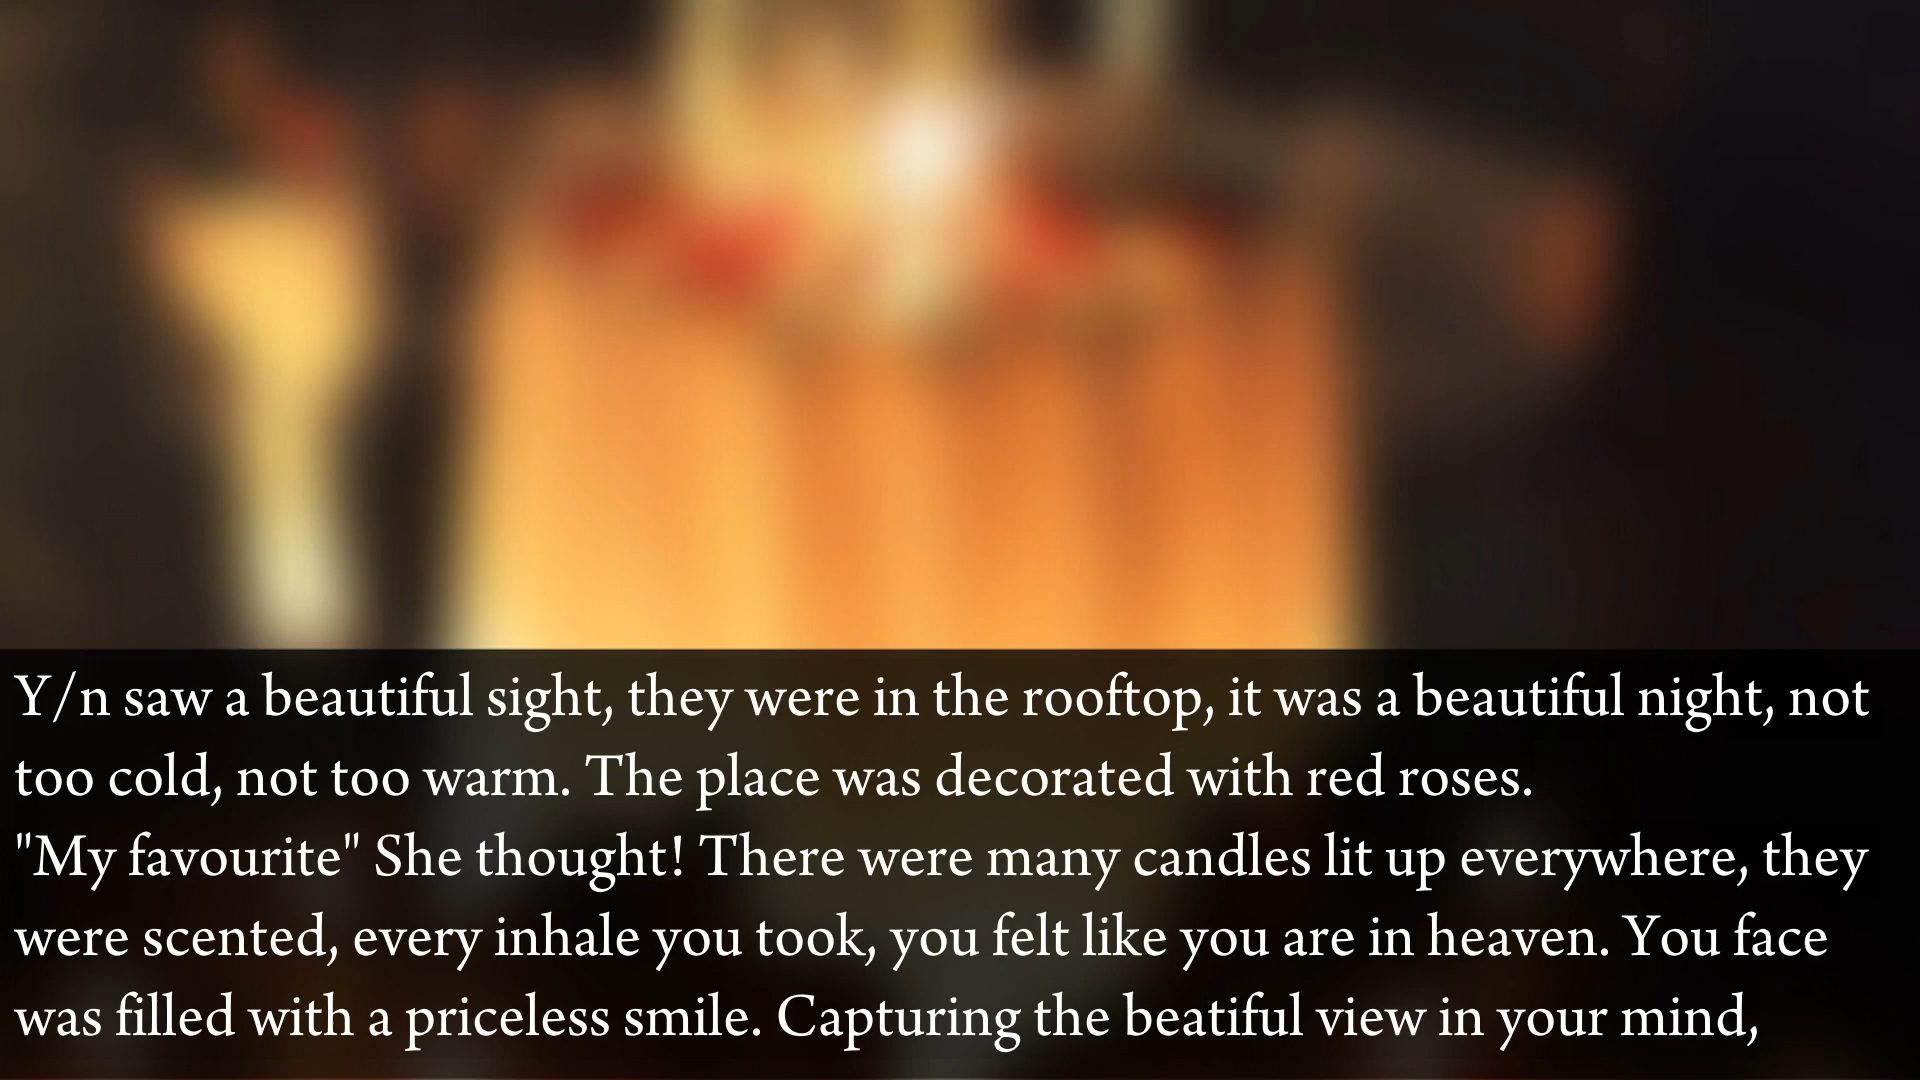 Y/n saw a beautiful sight, they were in the rooftop, it was a beautiful night, not
too cold, not too warm. The place was decorated with red roses.
"My favourite" She thought! There were many candles lit up everywhere, they
were scented, every inhale you took, you felt like you are in heaven. You face
was filled with a priceless smile. Capturing the beatiful view in your mind,